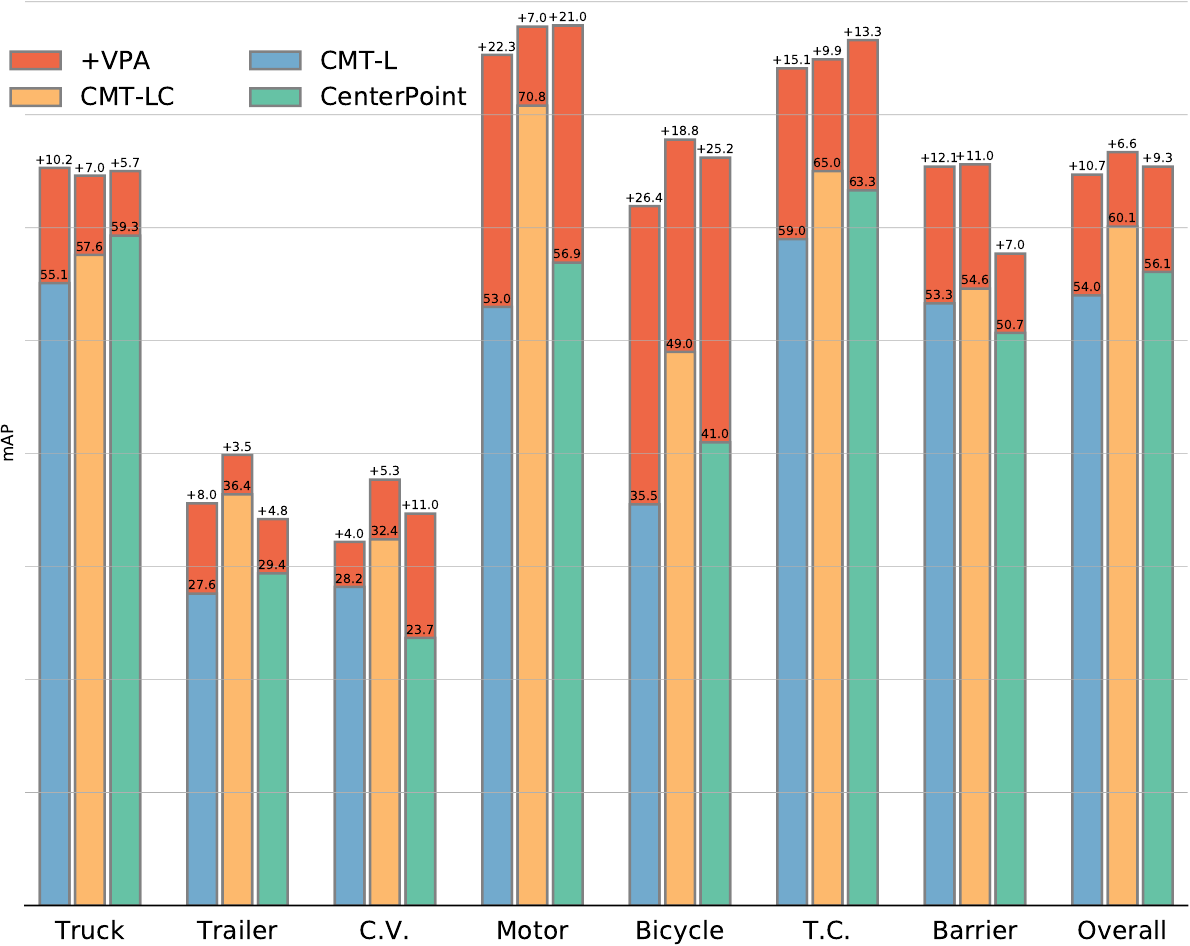 +VPA
CMT-LC
CMT-L
CenterPoint
mAP
+10.2 +7.0 +5.7
55.1 57.6 59.3
+8.0 +3.5 +4.8
27.6 36.4 29.4
+4.0 +5.3 +11.0
28.2 32.4 23.7
+22.3 +7.0 +21.0
53.0 70.8 56.9
+26.4 +18.8 +25.2
35.5 49.0 41.0
+15.1 +9.9 +13.3
59.0 65.0 63.3
+12.1 +11.0 +7.0
53.3 54.6 50.7
+10.7 +6.6 +9.3
54.0 60.1 56.1
Truck Trailer C.V. Motor Bicycle T.C. Barrier Overall